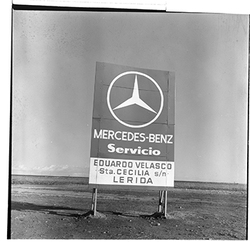 MERCEDES-BENZ
Servicio
EDUARDO VELASCO
Sta. CECILIA s/n
LERIDA